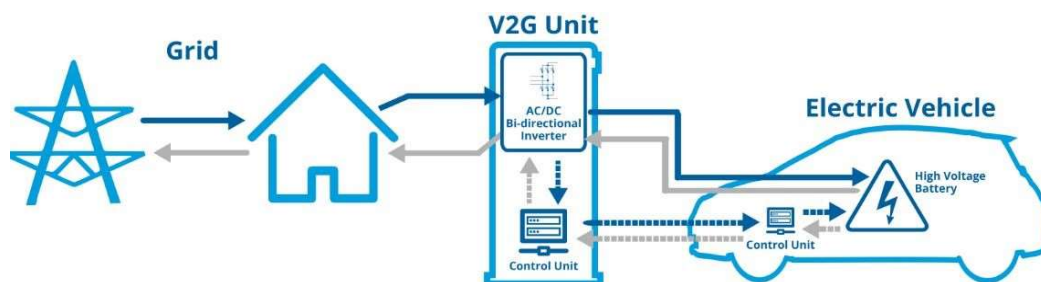 V2G Unit
Grid
AC/DC
Bi-directional
Inverter
Electric Vehicle
High Voltage
Battery
Control Unit
Control Unit